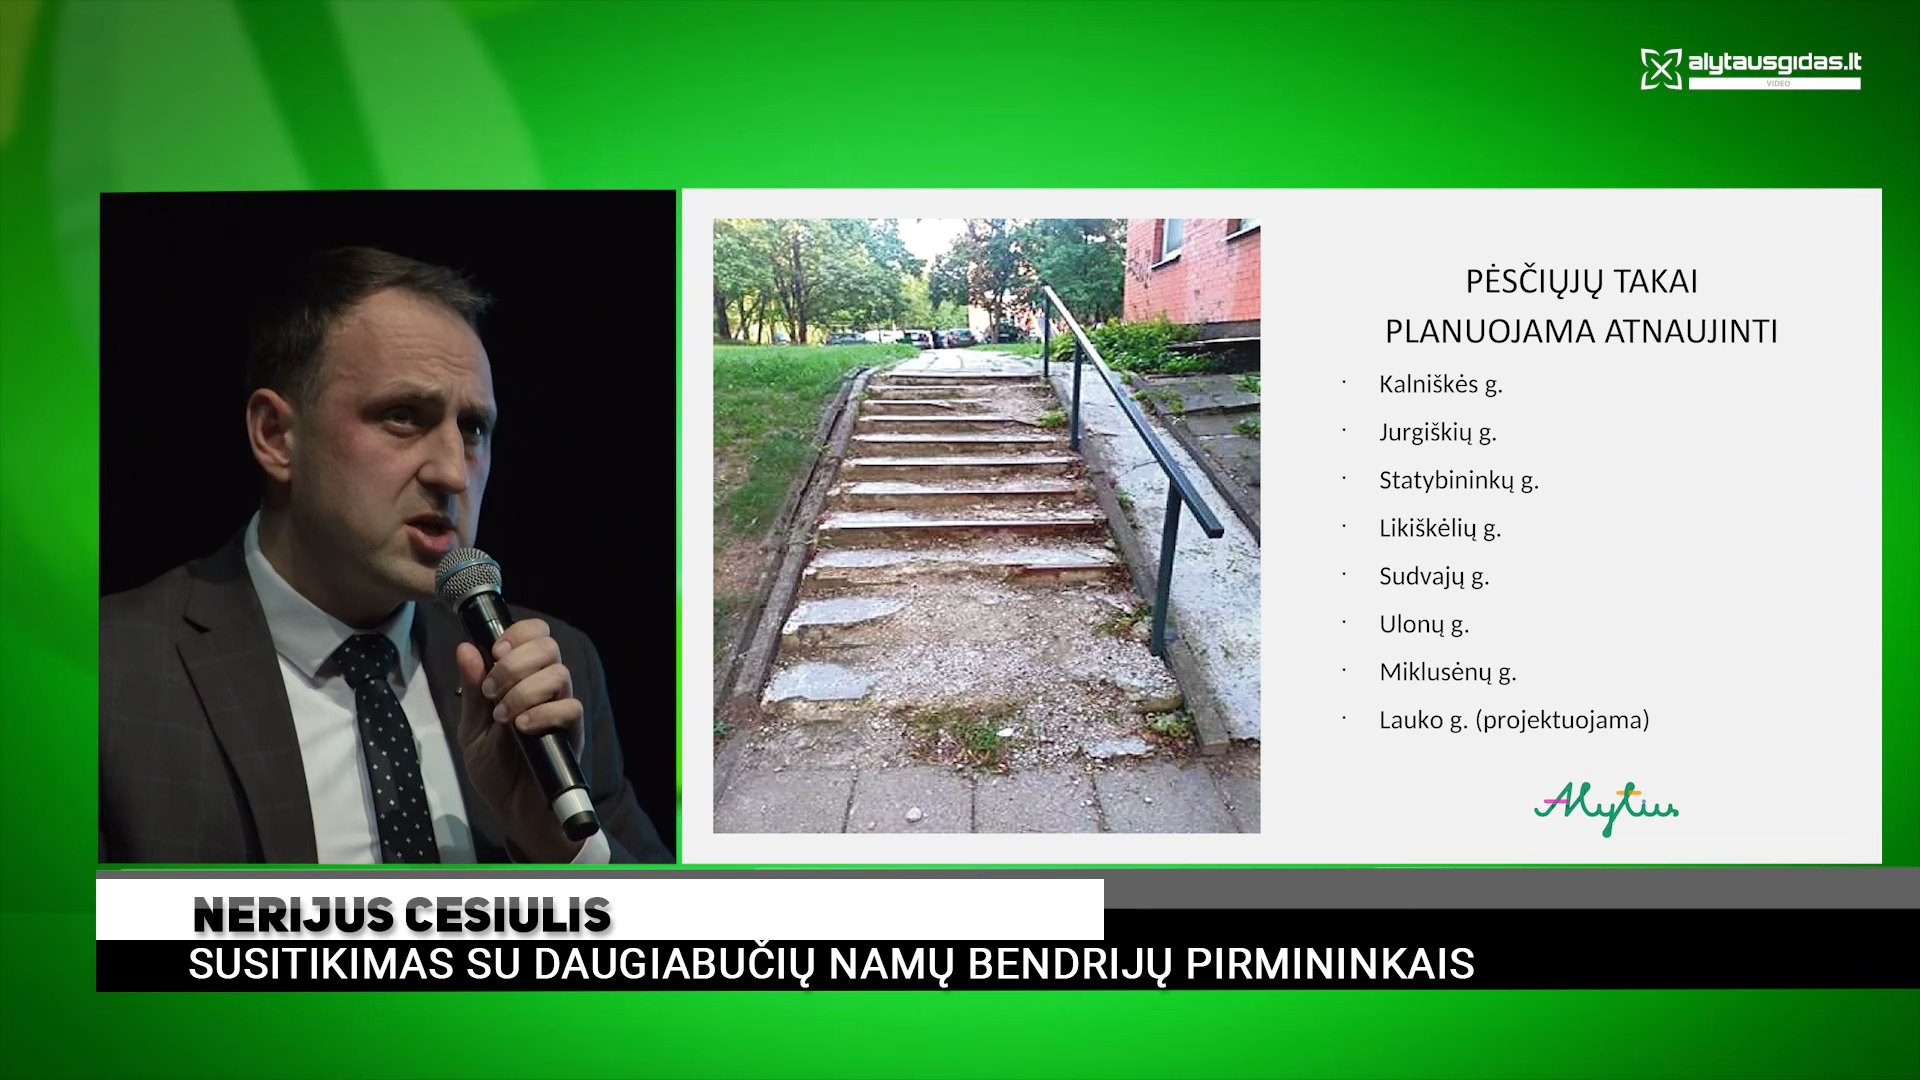 alytausgidas.lt
VIDEO
PĖSČIŲJŲ TAKAI
PLANUOJAMA ATNAUJINTI
· Kalniškės g.
· Jurgiškių g.
· Statybininkų g.
· Likiškėlių g.
· Sudvajų g.
· Ulonų g.
· Miklusėnų g.
· Lauko g. (projektuojama)
Alytus
NERIJUS CESIULIS
SUSITIKIMAS SU DAUGIABUČIŲ NAMŲ BENDRIJŲ PIRMININKAIS